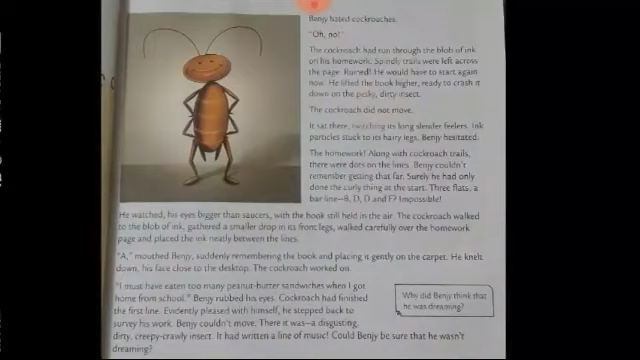 Benjy hated cockroaches.
"Oh, no!"
The cockroach had run through the blob of ink
on his homework. Spindly trails were left across
the page. Ruined! He would have to start again
now. He lifted the book higher, ready to crash it
down on the pesky, dirty insect.
The cockroach did not move.
It sat there, twitching its long slender feelers. Ink
particles stuck to its hairy legs. Benjy hesitated.
The homework! Along with cockroach trails,
there were dots on the lines. Benjy couldn't
remember getting that far. Surely he had only
done the curly thing at the start. Three flats, a
bar line—B, D, D and F? Impossible!
He watched, his eyes bigger than saucers, with the book still held in the air. The cockroach walked
to the blob of ink, gathered a smaller drop in its front legs, walked carefully over the homework
page and placed the ink neatly between the lines.
"A," mouthed Benjy, suddenly remembering the book and placing it gently on the carpet. He knelt
down, his face close to the desktop. The cockroach worked on.
"I must have eaten too many peanut-butter sandwiches when I got
home from school." Benjy rubbed his eyes. Cockroach had finished
the first line. Evidently pleased with himself, he stepped back to
survey his work. Benjy couldn't move. There it was—a disgusting,
dirty, creepy-crawly insect. It had written a line of music! Could Benjy be sure that he wasn't
dreaming?
Why did Benjy think that
he was dreaming?